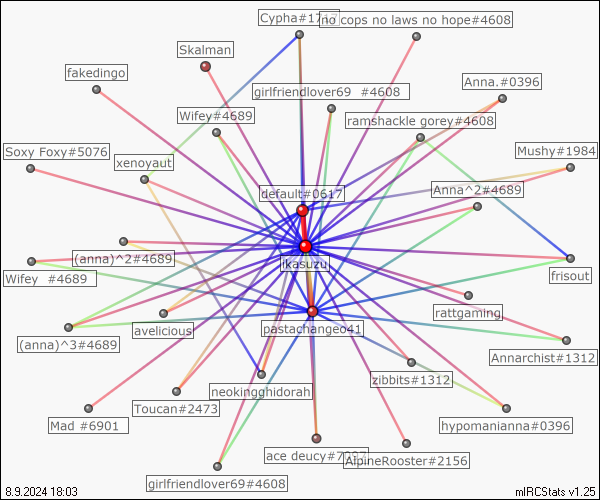 Cypha#1717
no cops no laws no hope#4608
Skalman
fakedingo
Anna.#0396
girlfriendlover69 #4608
Wifey#4689
ramshackle gorey#4608
Soxy Foxy#5076
xenoyaut
Mushy#1984
default#0617
Anna^2#4689
(anna)^2#4689
ikasuzu
Wifey #4689
frisout
rattgaming
avelicious
pastachangeo41
(anna)^3#4689
Annarchist#1312
zibbits#1312
neokingghidorah
Toucan#2473
Mad #6901
hypomanianna#0396
ace deucy#7
AlpineRooster#2156
girlfriendlover69#4608
8.9.2024 18:03
mIRCStats v1.25